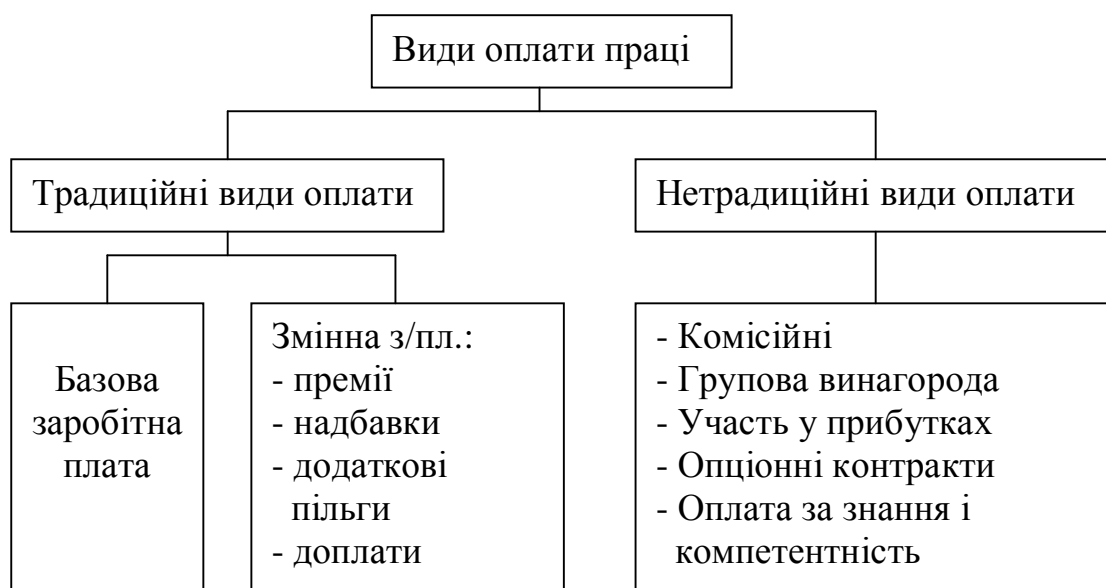 Види оплати праці
Традиційні види оплати
Нетрадиційні види оплати
Базова
заробітна
плата
Змінна з/пл.:
- премії
- надбавки
- додаткові
пільги
- доплати
- Комісійні
- Групова винагорода
- Участь у прибутках
- Опціонні контракти
- Оплата за знання і
компетентність